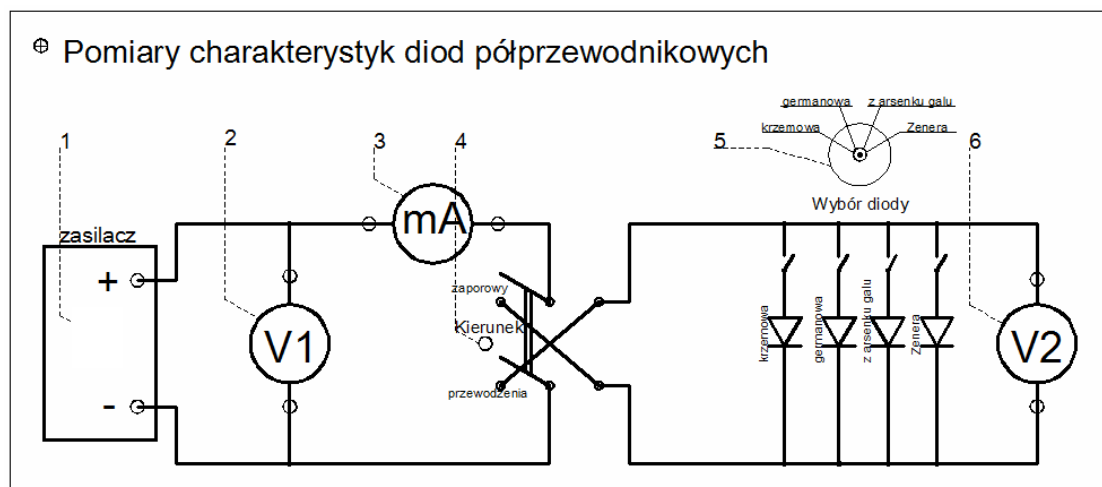 Pomiary charakterystyk diod półprzewodnikowych
germanowa z arsenku galu
krzemowa Zenera
1 2 3 4 5 6
Wybór diody
zasilacz
mA
+
zaporowy
Kierunek
V1
V2
krzemowa
germanowa
z arsenku galu
Zenera
przewodzenia
-